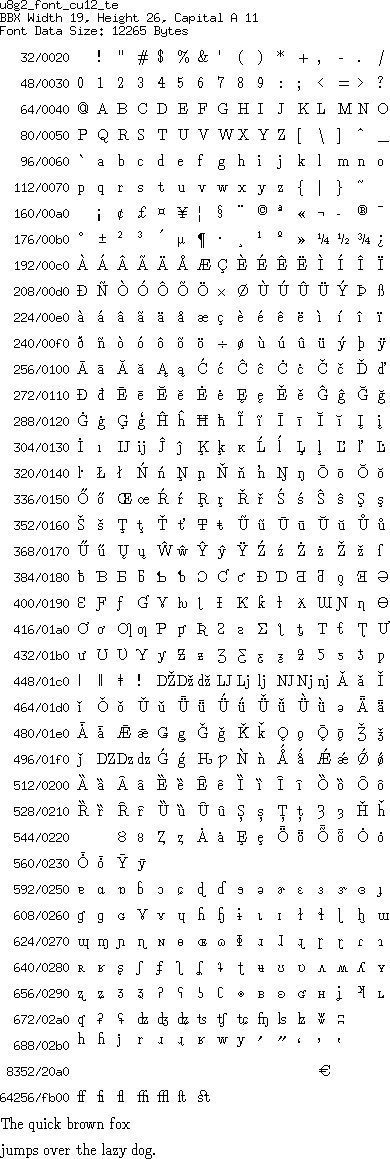 u8g2_font_cu12_te
BBX Width 19, Height 26, Capital A 11
Font Data Size: 12265 Bytes
32/0020 ! " # $ % & ' ( ) * + , - . /
48/0030 0 1 2 3 4 5 6 7 8 9 : ; < = > ?
64/0040 @ A B C D E F G H I J K L M N O
80/0050 P Q R S T U V W X Y Z [ \ ] ^ _
96/0060 ` a b c d e f g h i j k l m n o
112/0070 p q r s t u v w x y z { | } ~
160/00a0 ¡ ¢ £ ¤ ¥ ¦ § ¨ © ª « ¬ - ® ¯
176/00b0 ° ± ² ³ ´ µ ¶ · ¸ ¹ º » ¼ ½ ¾ ¿
192/00c0 À Á Â Ã Ä Å Æ Ç È É Ê Ë Ì Í Î Ï
208/00d0 Ð Ñ Ò Ó Ô Õ Ö × Ø Ù Ú Û Ü Ý Þ ß
224/00e0 à á â ã ä å æ ç è é ê ë ì í î ï
240/00f0 ð ñ ò ó ô õ ö ÷ ø ù ú û ü ý þ ÿ
256/0100 Ā ā Ă ă Ą ą Ć ć Ĉ ĉ Ċ ċ Č č Ď ď
272/0110 Đ đ Ē ē Ĕ ĕ Ė ė Ę ę Ě ě Ĝ ĝ Ğ ğ
288/0120 Ġ ġ Ģ ģ Ĥ ĥ Ħ ħ Ĩ ĩ Ī ī Ĭ ĭ Į į
304/0130 İ ı Ĳ ĳ Ĵ ĵ Ķ ķ ĸ Ĺ ĺ Ļ ļ Ľ ľ Ŀ
320/0140 ŀ Ł ł Ń ń Ņ ņ Ň ň ŉ Ŋ ŋ Ō ō Ŏ ŏ
336/0150 Ő ő Œ œ Ŕ ŕ Ŗ ŗ Ř ř Ś ś Ŝ ŝ Ş ş
352/0160 Š š Ţ ţ Ť ť Ŧ ŧ Ũ ũ Ū ū Ŭ ŭ Ů ů
368/0170 Ű ű Ų ų Ŵ ŵ Ŷ ŷ Ÿ Ź ź Ż ż Ž ž ſ
384/0180 ƀ Ɓ Ƃ ƃ Ƅ ƅ Ɔ Ƈ ƈ Ɖ Ɗ Ƌ ƌ ƍ Ǝ Ə
400/0190 Ɛ Ƒ ƒ Ɠ Ɣ ƕ Ɩ Ɨ Ƙ ƙ ƚ ƛ Ɯ Ɲ ƞ Ɵ
416/01a0 Ơ ơ Ƣ ƣ Ƥ ƥ Ʀ Ƨ ƨ Ʃ ƪ ƫ Ƭ ƭ Ʈ Ư
432/01b0 ư Ʊ Ʋ Ƴ ƴ Ƶ ƶ Ʒ Ƹ ƹ ƺ ƻ Ƽ ƽ ƾ ƿ
448/01c0 ǀ ǁ ǂ ǃ Ǆ ǅ ǆ Ǉ ǈ ǉ Ǌ ǋ ǌ Ǎ ǎ Ǐ
464/01d0 ǐ Ǒ ǒ Ǔ ǔ Ǖ ǖ Ǘ ǘ Ǚ ǚ Ǜ ǜ ǝ Ǟ ǟ
480/01e0 Ǡ ǡ Ǣ ǣ Ǥ ǥ Ǧ ǧ Ǩ ǩ Ǫ ǫ Ǭ ǭ Ǯ ǯ
496/01f0 ǰ Ǳ ǲ ǳ Ǵ ǵ Ƕ Ƿ Ǹ ǹ Ǻ ǻ Ǽ ǽ Ǿ ǿ
512/0200 Ȁ ȁ Ȃ ȃ Ȅ ȅ Ȇ ȇ Ȉ ȉ Ȋ ȋ Ȍ ȍ Ȏ ȏ
528/0210 Ȑ ȑ Ȓ ȓ Ȕ ȕ Ȗ ȗ Ș ș Ț ț Ȝ ȝ Ȟ ȟ
544/0220 Ȣ ȣ Ȥ ȥ Ȧ ȧ Ȩ ȩ Ȫ ȫ Ȭ ȭ Ȯ ȯ
560/0230 Ȱ ȱ Ȳ ȳ
592/0250 ɐ ɑ ɒ ɓ ɔ ɕ ɖ ɗ ɘ ə ɚ ɛ ɜ ɝ ɞ ɟ
608/0260 ɠ ɡ ɢ ɣ ɤ ɥ ɦ ɧ ɨ ɩ ɪ ɫ ɬ ɭ ɮ ɯ
624/0270 ɰ ɱ ɲ ɳ ɴ ɵ ɶ ɷ ɸ ɹ ɺ ɻ ɼ ɽ ɾ ɿ
640/0280 ʀ ʁ ʂ ʃ ʄ ʅ ʆ ʇ ʈ ʉ ʊ ʋ ʌ ʍ ʎ ʏ
656/0290 ʐ ʑ ʒ ʓ ʔ ʕ ʖ ʗ ʘ ʙ ʚ ʛ ʜ ʝ ʞ ʟ
672/02a0 ʠ ʡ ʢ ʣ ʤ ʥ ʦ ʧ ʨ ʩ ʪ ʫ ʬ ʭ
688/02b0 ʰ ʱ ʲ ʳ ʴ ʵ ʶ ʷ ʸ ʹ ʺ ʻ ʼ ʽ
8352/20a0 €
64256/fb00 ﬀ ﬁ ﬂ ﬃ ﬄ ﬅ ﬆ
The quick brown fox
jumps over the lazy dog.